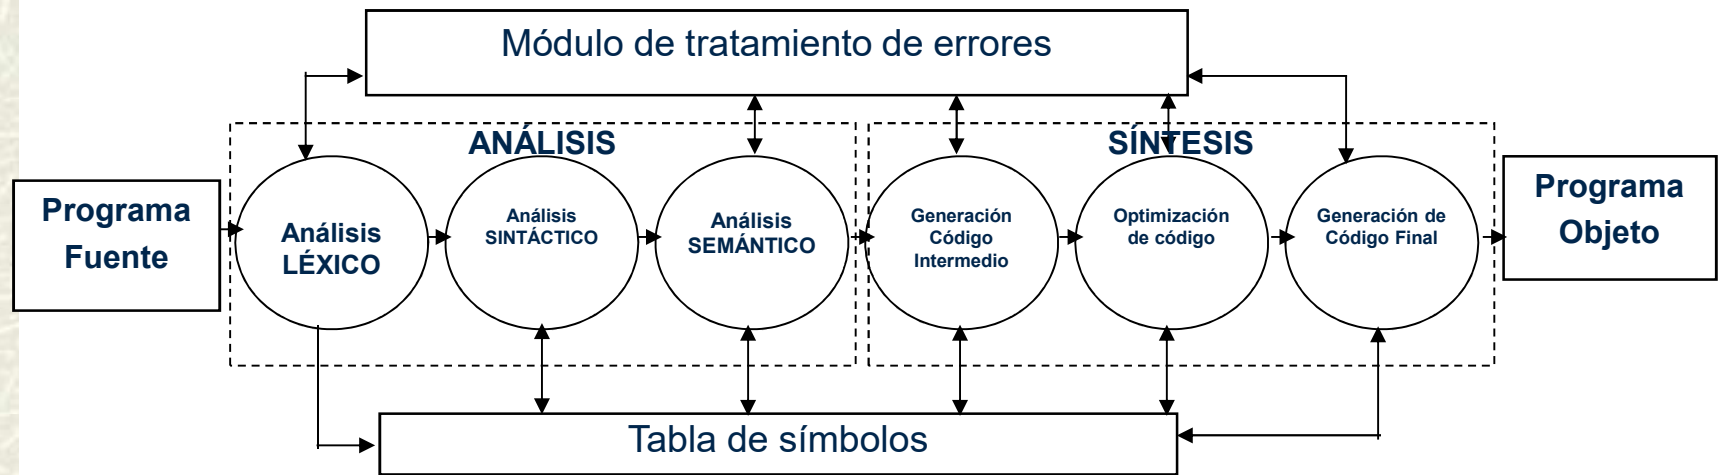 Módulo de tratamiento de errores
ANÁLISIS
SÍNTESIS
Programa
Fuente
Análisis
LÉXICO
Análisis
SINTÁCTICO
Análisis
SEMÁNTICO
Generación
Código
Intermedio
Optimización
de código
Generación de
Código Final
Programa
Objeto
Tabla de símbolos